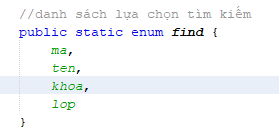 //danh sách lựa chọn tìm kiếm
public static enum find {
ma,
ten,
khoa,
lop
}